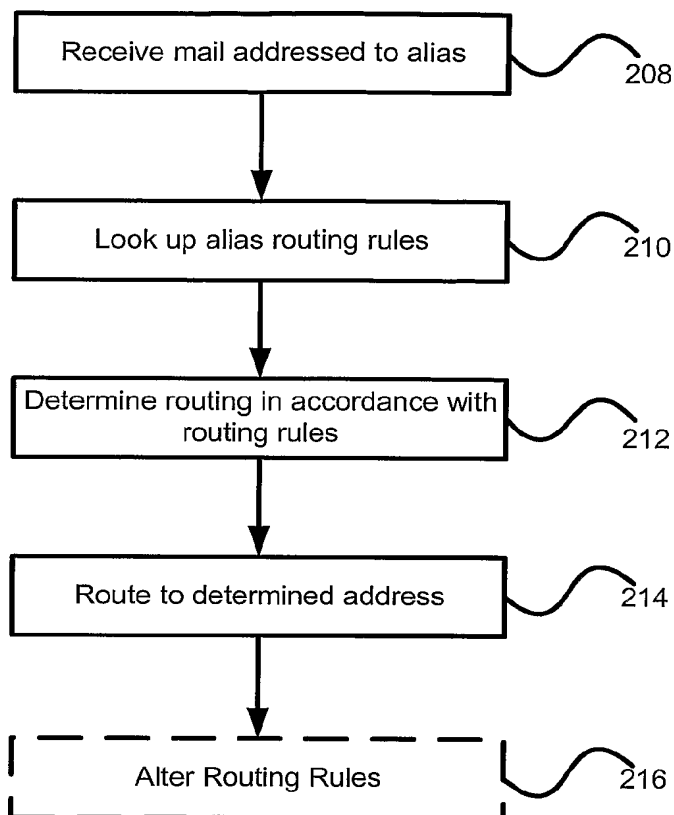 Receive mail addressed to alias
208
Look up alias routing rules
210
Determine routing in accordance with
routing rules
212
Route to determined address
214
Alter Routing Rules
216